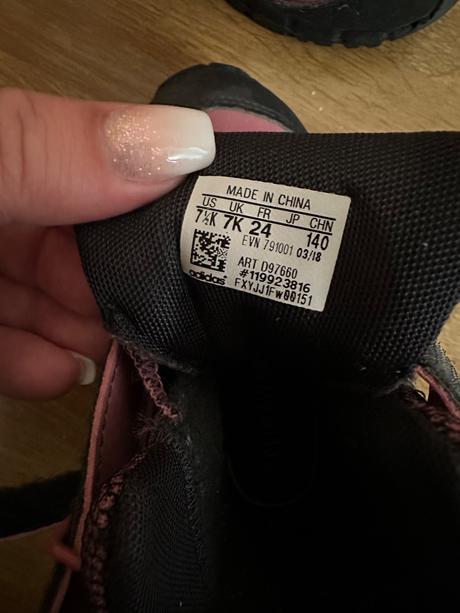 MADE IN CHINA
US UK FR JP CHN
7½K 7K 24 140
EVN 791001 03/18
ART D97660
#119923816
adidas FXYJJ1Fw00151